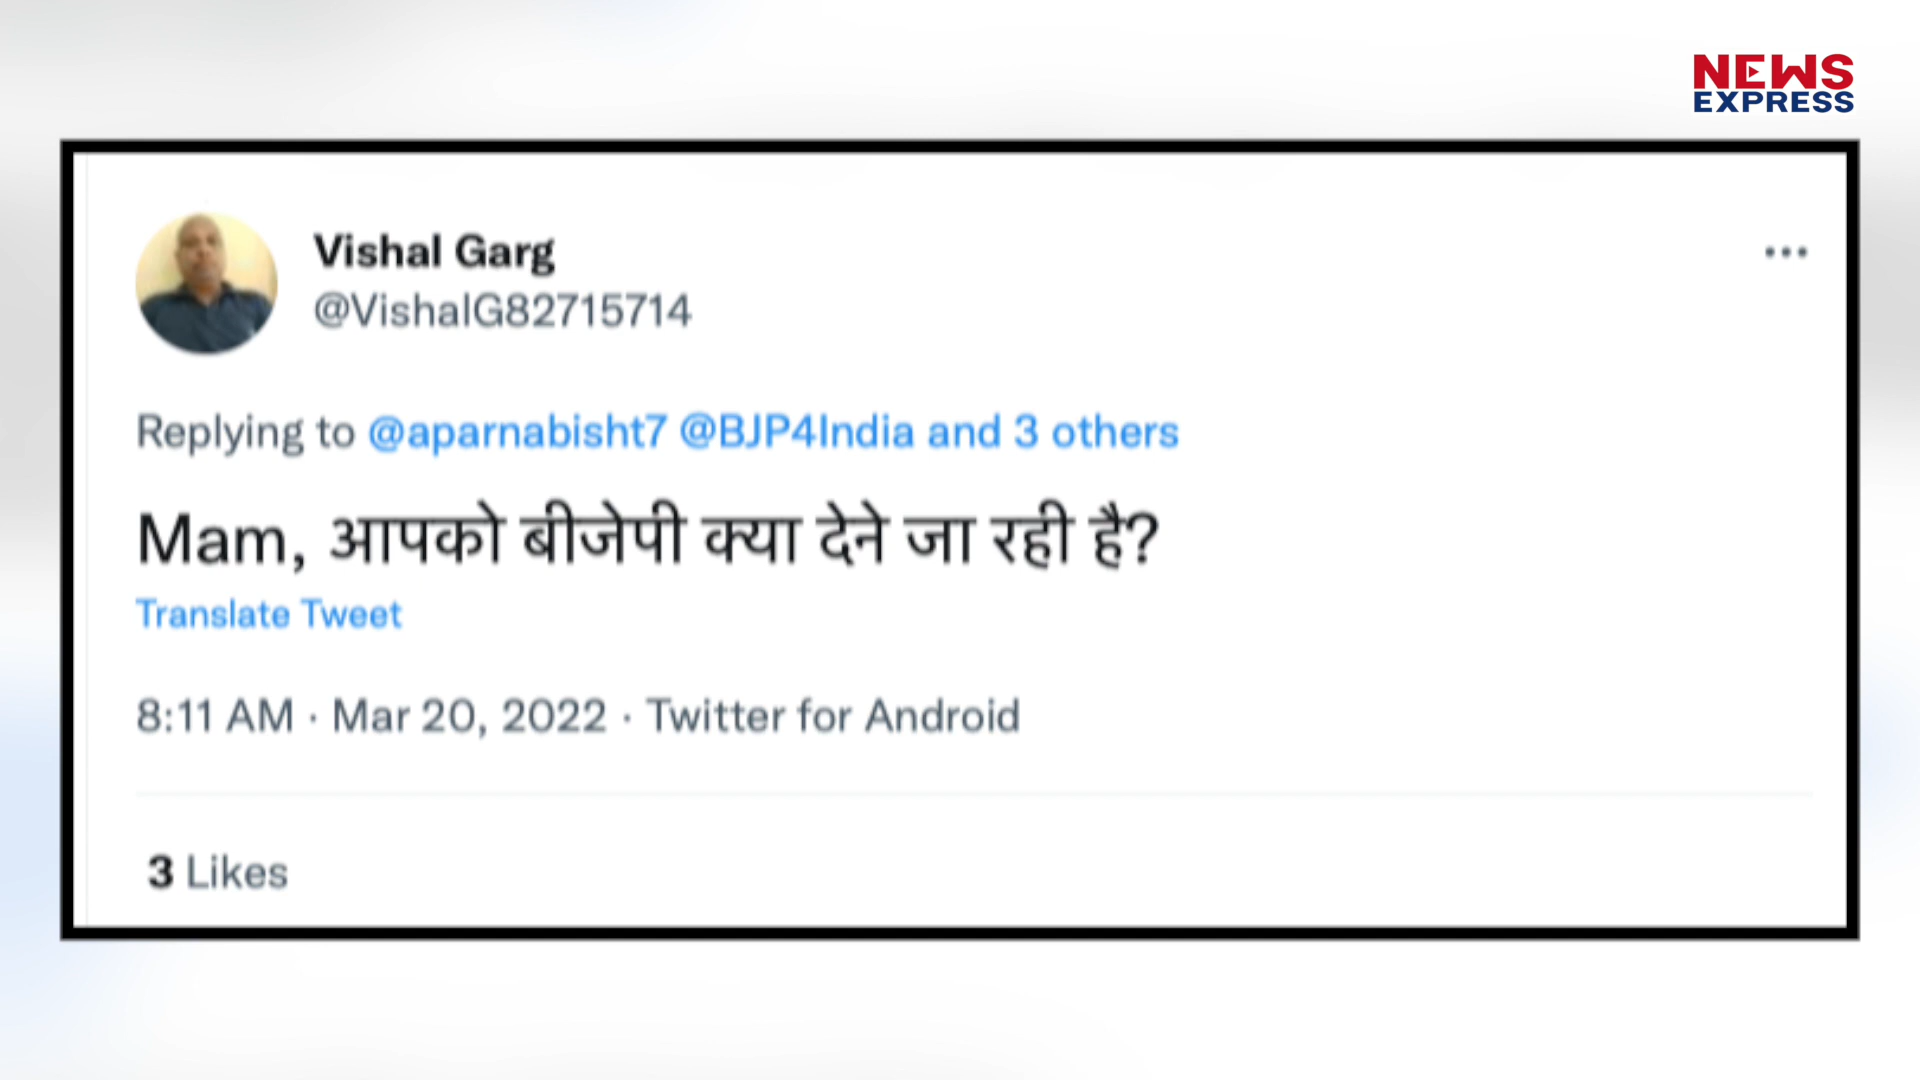 NEWS
EXPRESS
Vishal Garg
@VishalG82715714
Replying to @aparnabisht7 @BJP4India and 3 others
Mam, आपको बीजेपी क्या देने जा रही है?
Translate Tweet
8:11 AM · Mar 20, 2022 · Twitter for Android
3 Likes